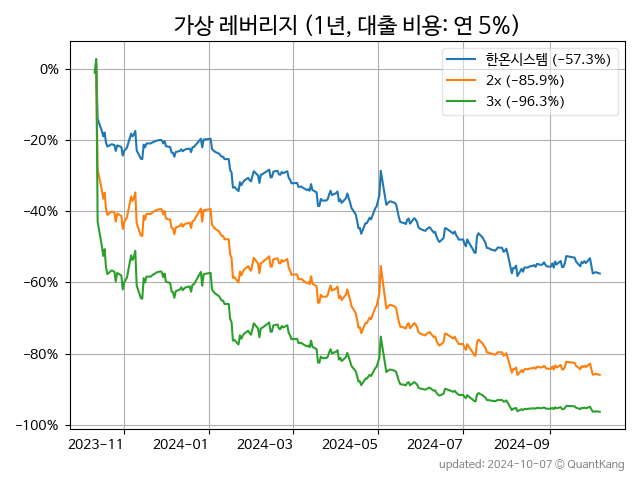 가상 레버리지 (1년, 대출 비용: 연 5%)
한온시스템 (-57.3%)
2x (-85.9%)
3x (-96.3%)
0%
-20%
-40%
-60%
-80%
-100%
2023-11
2024-01
2024-03
2024-05
2024-07
2024-09
updated: 2024-10-07 © QuantKang